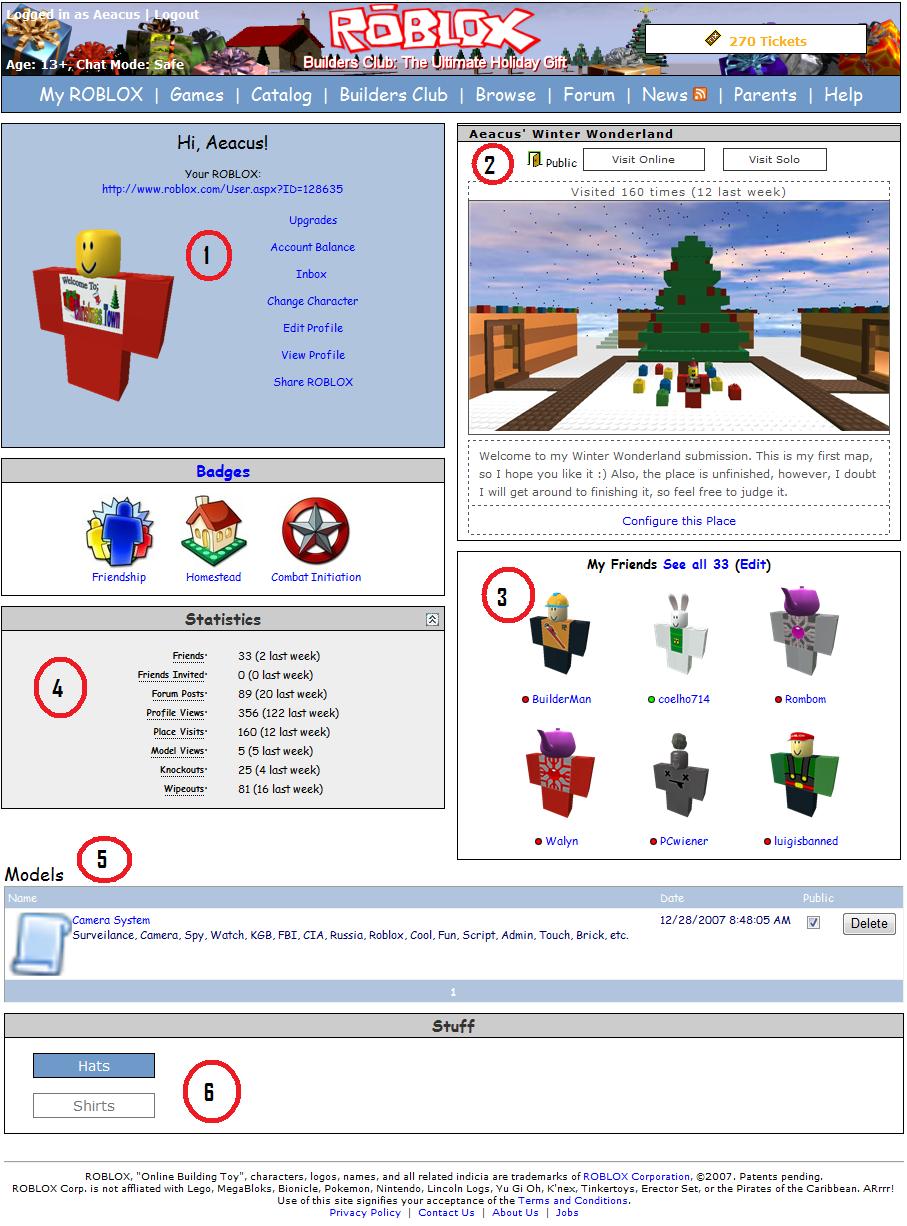 Logged in as Aeacus | Logout
ROBLOX
270 Tickets
Age: 13+, Chat Mode: Safe
Builders Club: The Ultimate Holiday Gift
My ROBLOX | Games | Catalog | Builders Club | Browse | Forum | News | Parents | Help
Hi, Aeacus!
Your ROBLOX:
http://www.roblox.com/User.aspx?ID=128635
1
Upgrades
Account Balance
Inbox
Change Character
Edit Profile
View Profile
Share ROBLOX
Welcome To:
Christmas
Town
Badges
Friendship
Homestead
Combat Initiation
Statistics
4
Friends: 33 (2 last week)
Friends Invited: 0 (0 last week)
Forum Posts: 89 (20 last week)
Profile Views: 356 (122 last week)
Place Visits: 160 (12 last week)
Model Views: 5 (5 last week)
Knockouts: 25 (4 last week)
Wipeouts: 81 (16 last week)
Aeacus' Winter Wonderland
2
Public
Visit Online
Visit Solo
Visited 160 times (12 last week)
Welcome to my Winter Wonderland submission. This is my first map,
so I hope you like it :) Also, the place is unfinished, however, I doubt
I will get around to finishing it, so feel free to judge it.
Configure this Place
My Friends See all 33 (Edit)
3
BuilderMan
coelho714
Rombom
Walyn
PCwiener
luigisbanned
Models
5
Name Date Public
Camera System 12/28/2007 8:48:05 AM Delete
Surveilance, Camera, Spy, Watch, KGB, FBI, CIA, Russia, Roblox, Cool, Fun, Script, Admin, Touch, Brick, etc.
1
Stuff
Hats
Shirts
6
ROBLOX, "Online Building Toy", characters, logos, names, and all related indicia are trademarks of ROBLOX Corporation, ©2007. Patents pending.
ROBLOX Corp. is not affliated with Lego, MegaBloks, Bionicle, Pokemon, Nintendo, Lincoln Logs, Yu Gi Oh, K'nex, Tinkertoys, Erector Set, or the Pirates of the Caribbean. ARrrr!
Use of this site signifies your acceptance of the Terms and Conditions.
Privacy Policy | Contact Us | About Us | Jobs